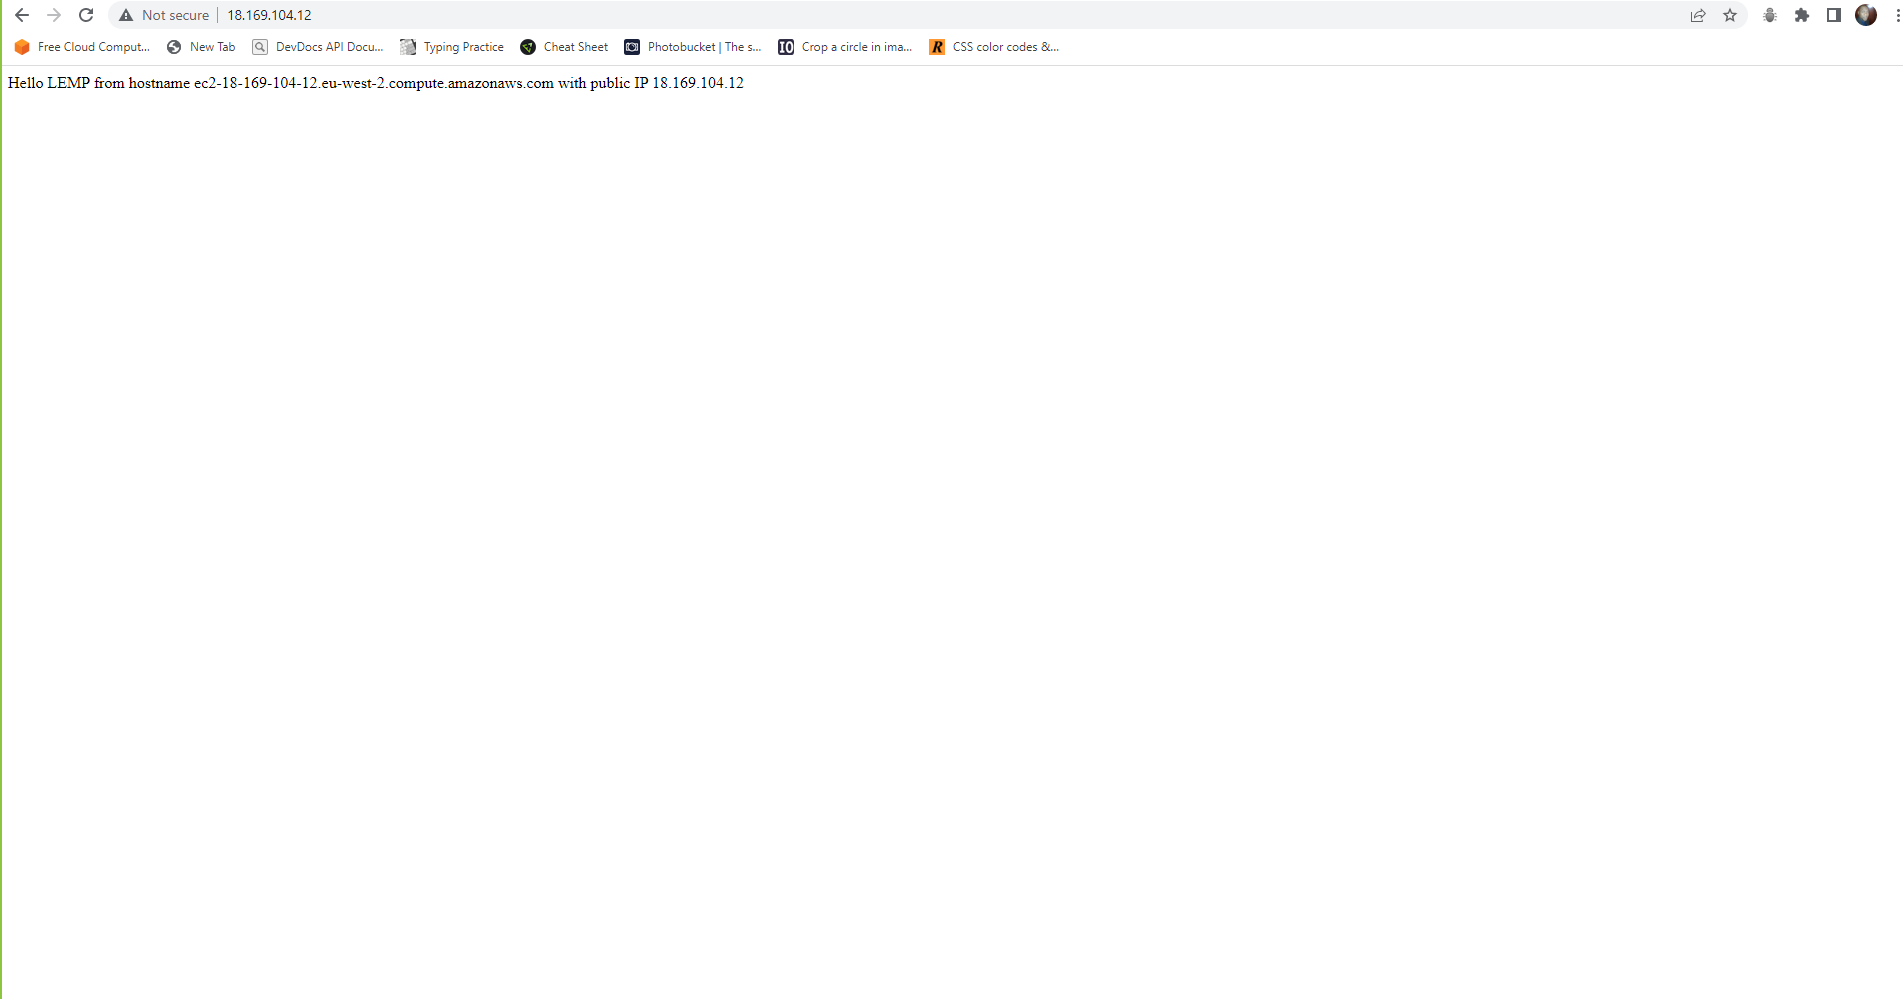 Not secure 18.169.104.12
Free Cloud Comput... New Tab DevDocs API Docu... Typing Practice Cheat Sheet Photobucket | The s... IO Crop a circle in ima... R CSS color codes &...
Hello LEMP from hostname ec2-18-169-104-12.eu-west-2.compute.amazonaws.com with public IP 18.169.104.12